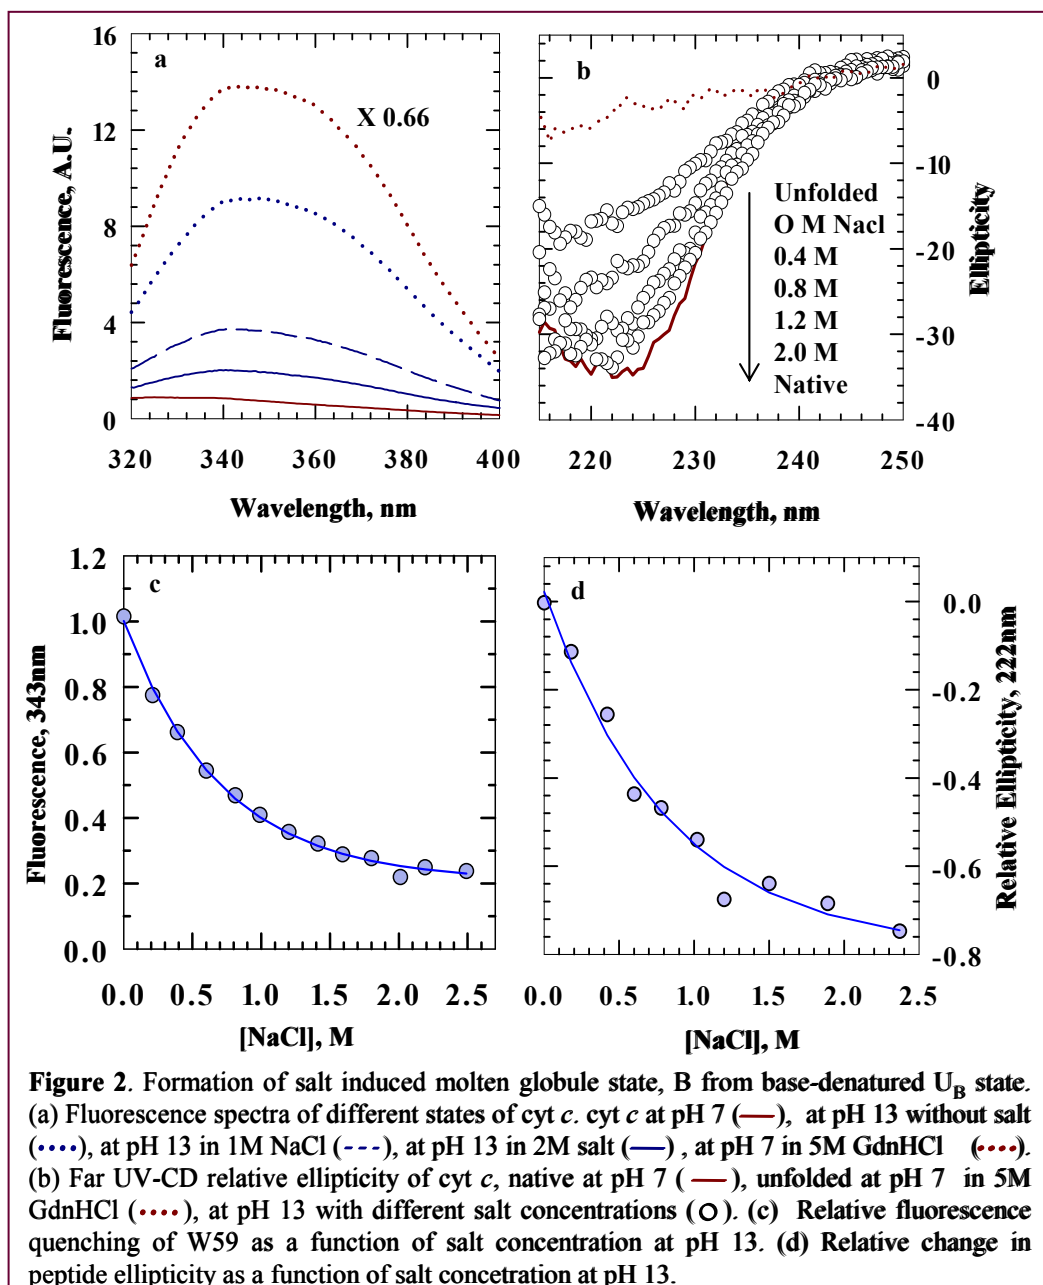 16
a
b
0
X 0.66
12
-10
Unfolded
O M Nacl
8
0.4 M
-20
0.8 M
1.2 M
4
-30
2.0 M
Native
0
-40
Fluorescence, A.U.
Ellipticity
320 340 360 380 400
220 230 240 250
Wavelength, nm
Wavelength, nm
1.2
c
d
0.0
1.0
-0.2
0.8
0.6
-0.4
0.4
-0.6
0.2
0.0
-0.8
Fluorescence, 343nm
Relative Ellipticity, 222nm
0.0 0.5 1.0 1.5 2.0 2.5
0.0 0.5 1.0 1.5 2.0 2.5
[NaCl], M
[NaCl], M
Figure 2. Formation of salt induced molten globule state, B from base-denatured U_B state.
(a) Fluorescence spectra of different states of cyt c. cyt c at pH 7 (—), at pH 13 without salt
(····), at pH 13 in 1M NaCl (---), at pH 13 in 2M salt (—) , at pH 7 in 5M GdnHCl (····).
(b) Far UV-CD relative ellipticity of cyt c, native at pH 7 ( — ), unfolded at pH 7 in 5M
GdnHCl (····), at pH 13 with different salt concentrations ( O ). (c) Relative fluorescence
quenching of W59 as a function of salt concentration at pH 13. (d) Relative change in
peptide ellipticity as a function of salt concetration at pH 13.